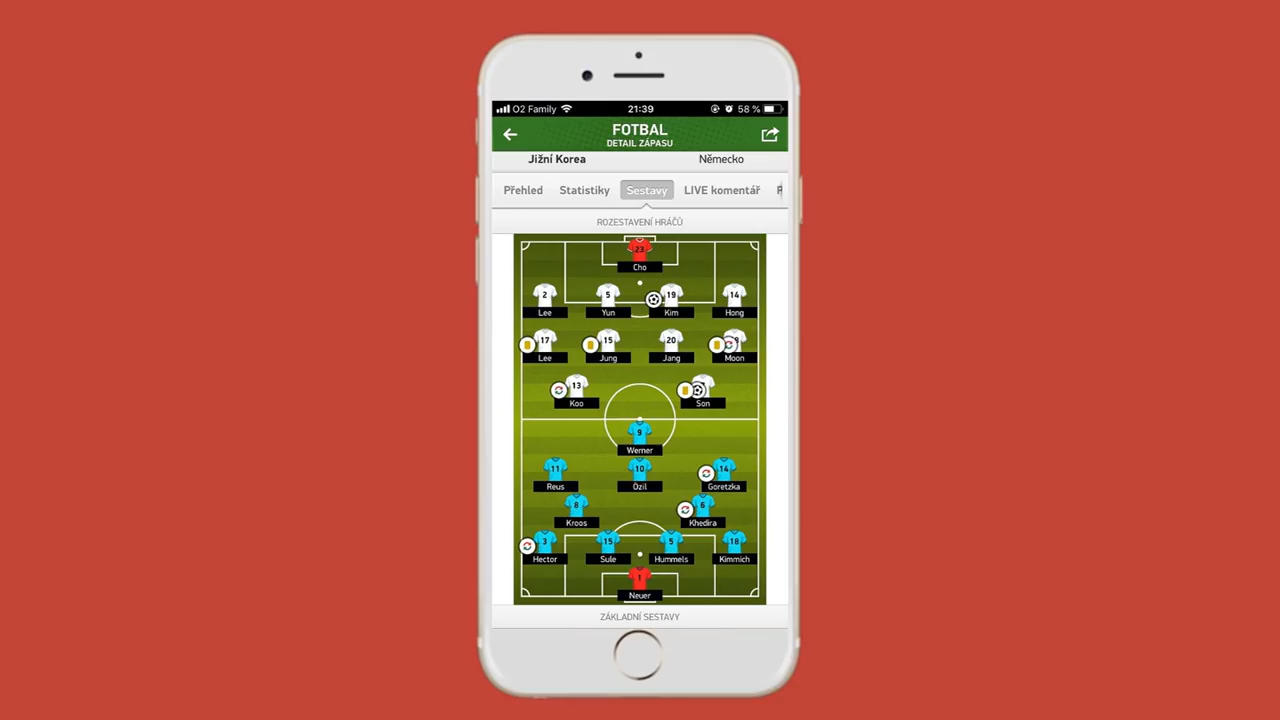 O2 Family 21:39 58 %
FOTBAL
DETAIL ZÁPASU
Jižní Korea Německo
Přehled Statistiky Sestavy LIVE komentář
ROZESTAVENÍ HRÁČŮ
23
Cho
2 5 19 14
Lee Yun Kim Hong
17 15 20
Lee Jung Jang Moon
13
Koo Son
9
Werner
11 10 14
Reus Özil Goretzka
8 6
Kroos Khedira
3 15 5 18
Hector Sule Hummels Kimmich
1
Neuer
ZÁKLADNÍ SESTAVY